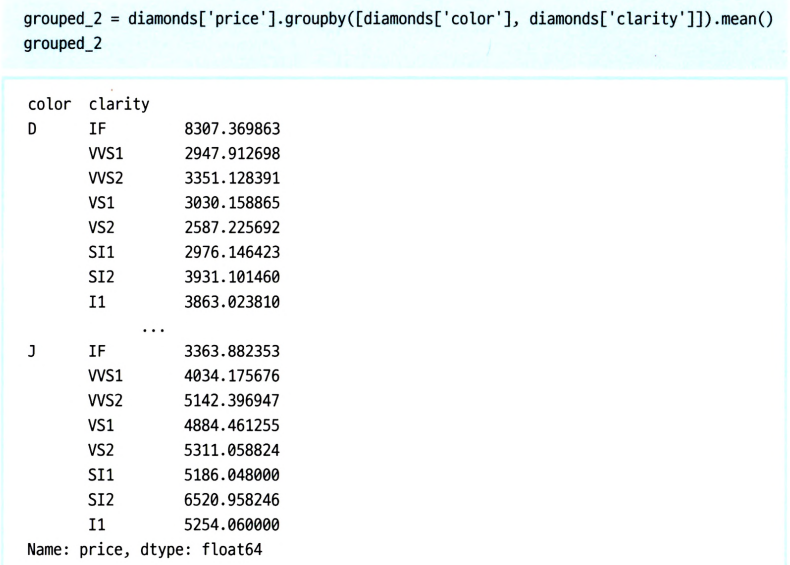 grouped_2 = diamonds['price'].groupby([diamonds['color'], diamonds['clarity']]).mean()
grouped_2
color  clarity
D      IF         8307.369863
       VVS1       2947.912698
       VVS2       3351.128391
       VS1        3030.158865
       VS2        2587.225692
       SI1        2976.146423
       SI2        3931.101460
       I1         3863.023810
             ...
J      IF         3363.882353
       VVS1       4034.175676
       VVS2       5142.396947
       VS1        4884.461255
       VS2        5311.058824
       SI1        5186.048000
       SI2        6520.958246
       I1         5254.060000
Name: price, dtype: float64